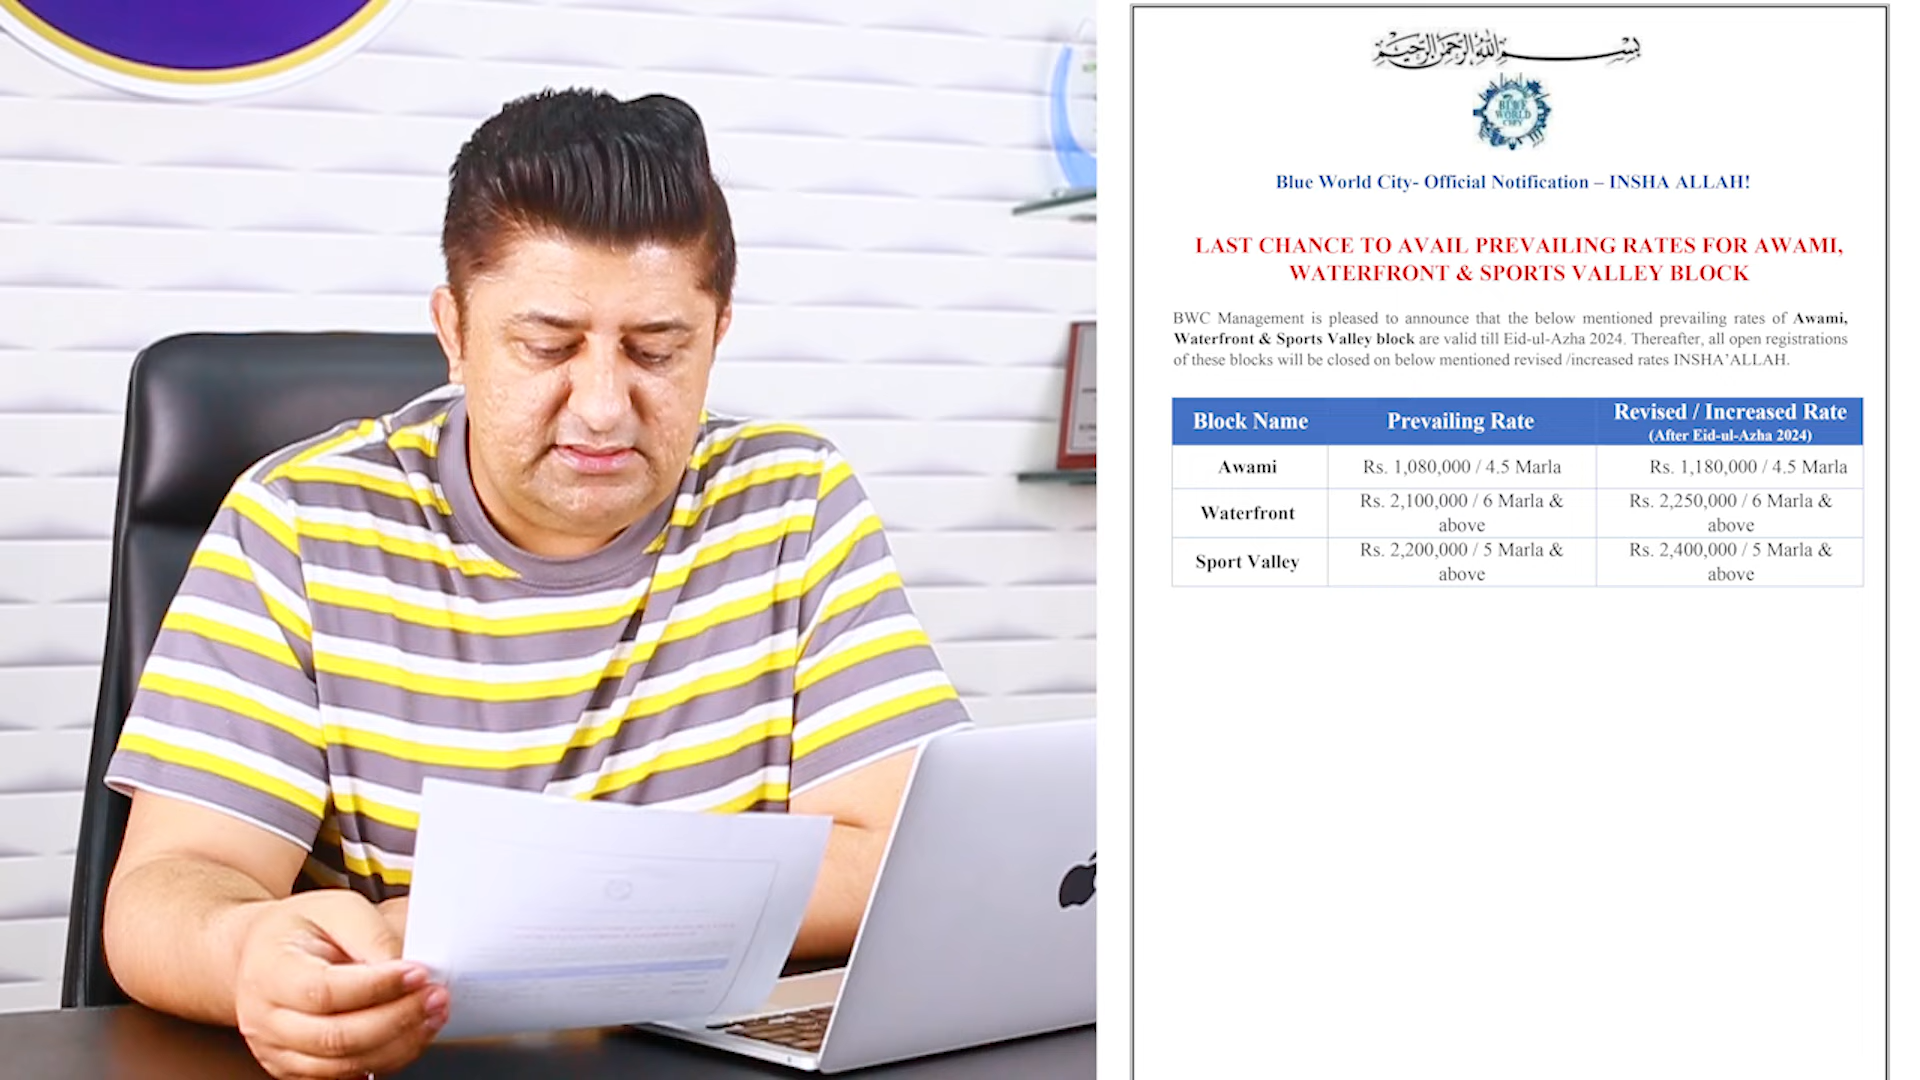 بسم الله الرحمن الرحيم
BLUE
WORLD
CITY
Blue World City- Official Notification – INSHA ALLAH!
LAST CHANCE TO AVAIL PREVAILING RATES FOR AWAMI,
WATERFRONT & SPORTS VALLEY BLOCK
BWC Management is pleased to announce that the below mentioned prevailing rates of Awami,
Waterfront & Sports Valley block are valid till Eid-ul-Azha 2024. Thereafter, all open registrations
of these blocks will be closed on below mentioned revised /increased rates INSHA’ALLAH.
Block Name Prevailing Rate Revised / Increased Rate
(After Eid-ul-Azha 2024)
Awami Rs. 1,080,000 / 4.5 Marla Rs. 1,180,000 / 4.5 Marla
Waterfront Rs. 2,100,000 / 6 Marla & Rs. 2,250,000 / 6 Marla &
above above
Sport Valley Rs. 2,200,000 / 5 Marla & Rs. 2,400,000 / 5 Marla &
above above